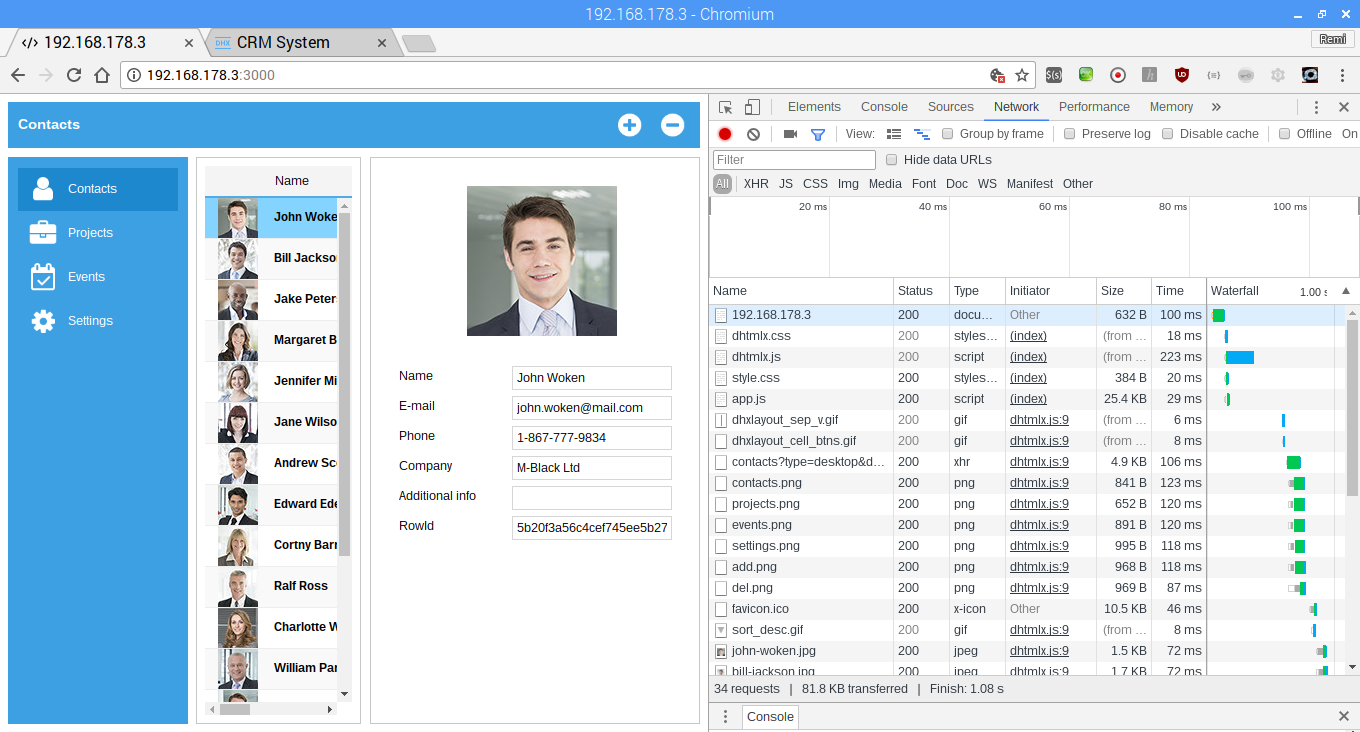 192.168.178.3 - Chromium
192.168.178.3
CRM System
Remi
192.168.178.3:3000
Contacts
Contacts
Projects
Events
Settings
Name
John Woken
Bill Jackso
Jake Peter
Margaret B
Jennifer Mi
Jane Wilso
Andrew Sco
Edward Ede
Cortny Barr
Ralf Ross
Charlotte W
William Par
Name John Woken
E-mail john.woken@mail.com
Phone 1-867-777-9834
Company M-Black Ltd
Additional info
RowId 5b20f3a56c4cef745ee5b27
Elements Console Sources Network Performance Memory »
View: Group by frame Preserve log Disable cache Offline On
Filter Hide data URLs
All XHR JS CSS Img Media Font Doc WS Manifest Other
20 ms 40 ms 60 ms 80 ms 100 ms
Name Status Type Initiator Size Time Waterfall 1.00 s
192.168.178.3 200 docu… Other 632 B 100 ms
dhtmlx.css 200 styles… (index) (from … 18 ms
dhtmlx.js 200 script (index) (from … 223 ms
style.css 200 styles… (index) 384 B 20 ms
app.js 200 script (index) 25.4 KB 29 ms
dhxlayout_sep_v.gif 200 gif dhtmlx.js:9 (from … 6 ms
dhxlayout_cell_btns.gif 200 gif dhtmlx.js:9 (from … 8 ms
contacts?type=desktop&d… 200 xhr dhtmlx.js:9 4.9 KB 106 ms
contacts.png 200 png dhtmlx.js:9 841 B 123 ms
projects.png 200 png dhtmlx.js:9 652 B 120 ms
events.png 200 png dhtmlx.js:9 891 B 120 ms
settings.png 200 png dhtmlx.js:9 995 B 118 ms
add.png 200 png dhtmlx.js:9 968 B 118 ms
del.png 200 png dhtmlx.js:9 969 B 87 ms
favicon.ico 200 x-icon Other 10.5 KB 46 ms
sort_desc.gif 200 gif dhtmlx.js:9 (from … 8 ms
john-woken.jpg 200 jpeg dhtmlx.js:9 1.5 KB 72 ms
bill-jackson.jpg 200 jpeg dhtmlx.js:9 1.7 KB 72 ms
34 requests | 81.8 KB transferred | Finish: 1.08 s
Console